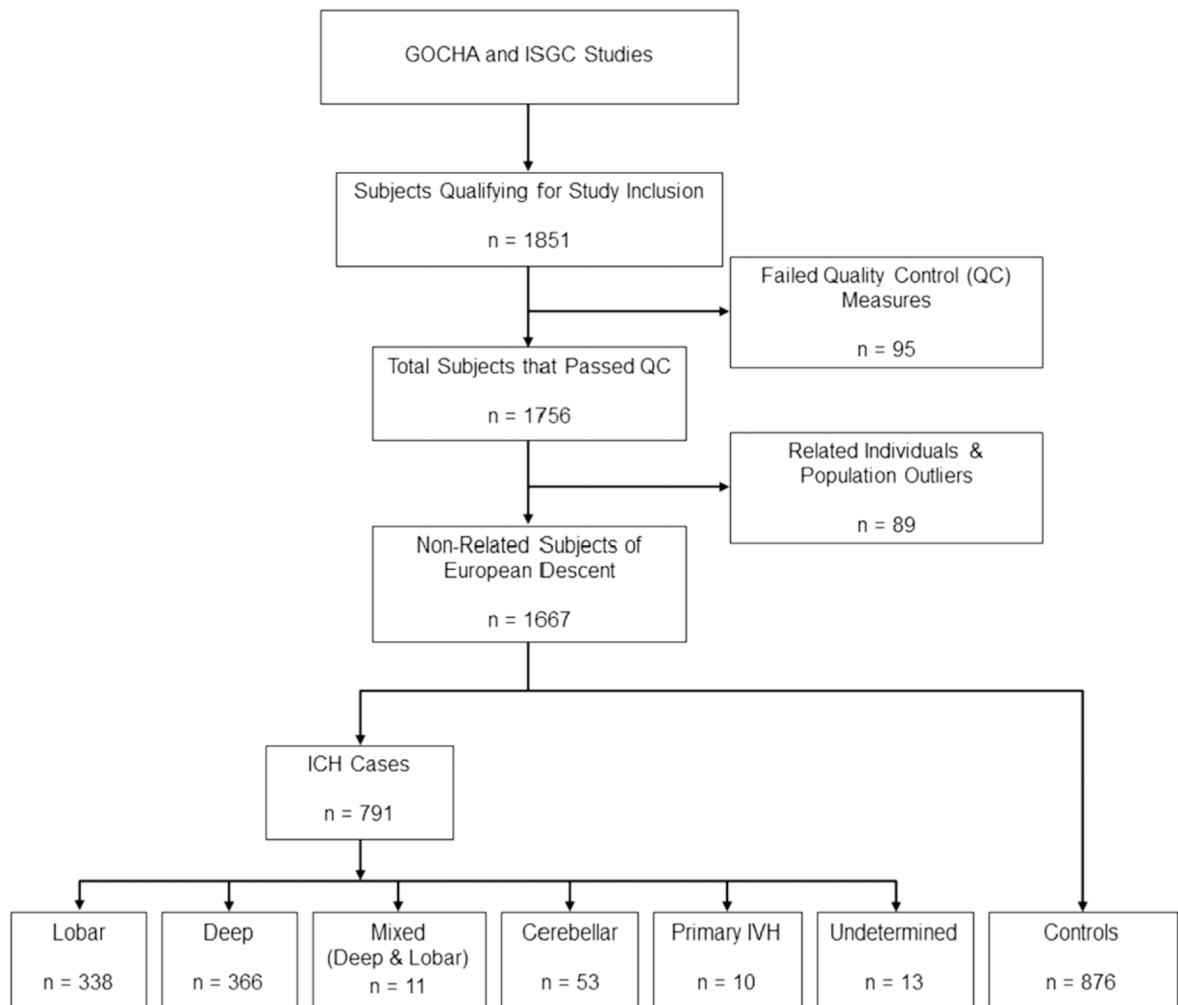 GOCHA and ISGC Studies
Subjects Qualifying for Study Inclusion
n = 1851
Failed Quality Control (QC)
Measures
n = 95
Total Subjects that Passed QC
n = 1756
Related Individuals &
Population Outliers
n = 89
Non-Related Subjects of
European Descent
n = 1667
ICH Cases
n = 791
Lobar
n = 338
Deep
n = 366
Mixed
(Deep & Lobar)
n = 11
Cerebellar
n = 53
Primary IVH
n = 10
Undetermined
n = 13
Controls
n = 876